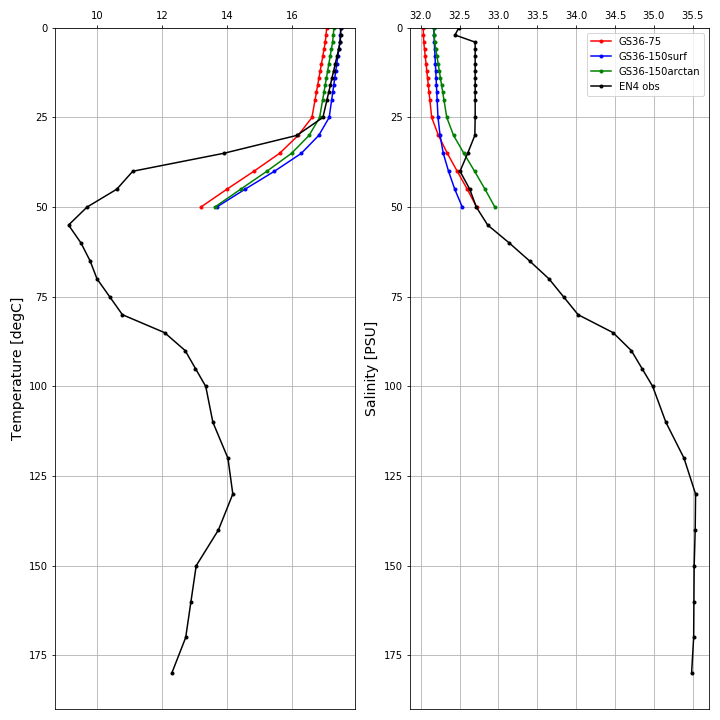 10 12 14 16
0
25
50
75
100
125
150
175
Temperature [degC]
32.0 32.5 33.0 33.5 34.0 34.5 35.0 35.5
0
25
50
75
100
125
150
175
Salinity [PSU]
GS36-75
GS36-150surf
GS36-150arctan
EN4 obs